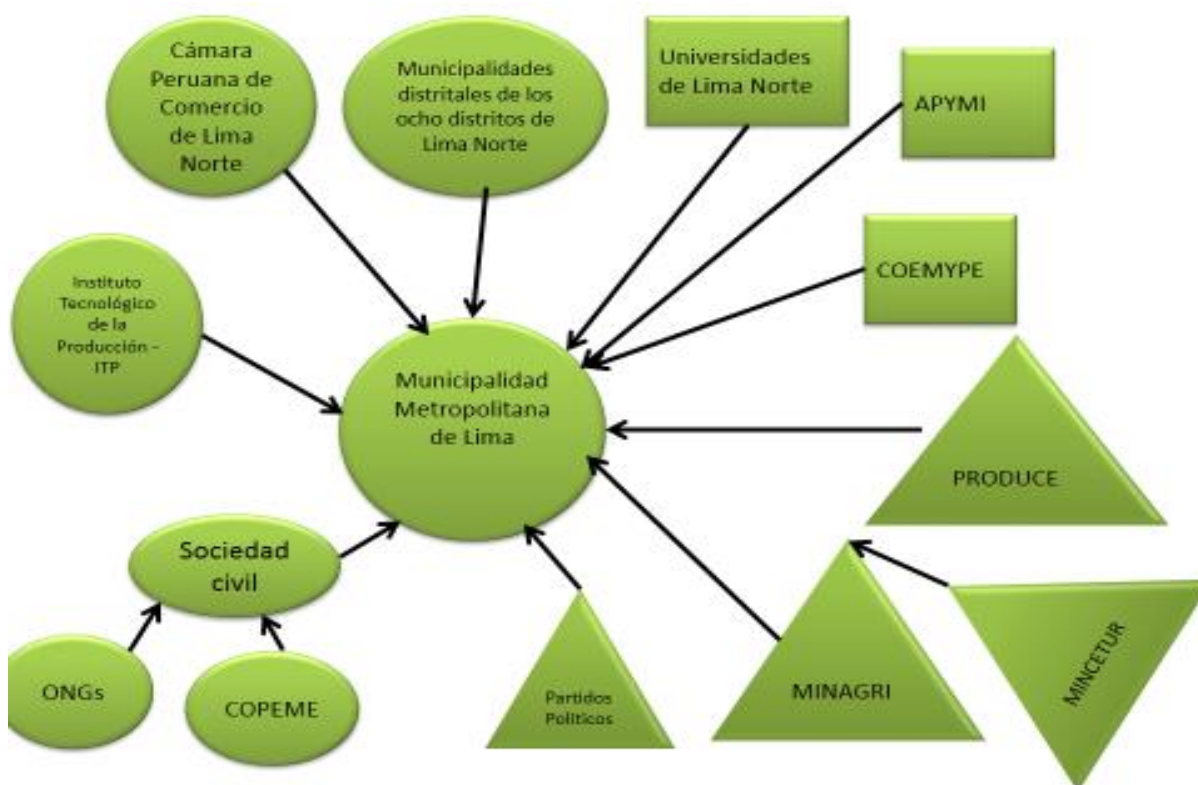 Cámara
Peruana de
Comercio
de Lima
Norte
Municipalidades
distritales de los
ocho distritos de
Lima Norte
Universidades
de Lima Norte
APYMI
COEMYPE
Instituto
Tecnológico
de la
Producción –
ITP
Municipalidad
Metropolitana
de Lima
PRODUCE
Sociedad
civil
ONGs
COPEME
Partidos
Políticos
MINAGRI
MINCETUR